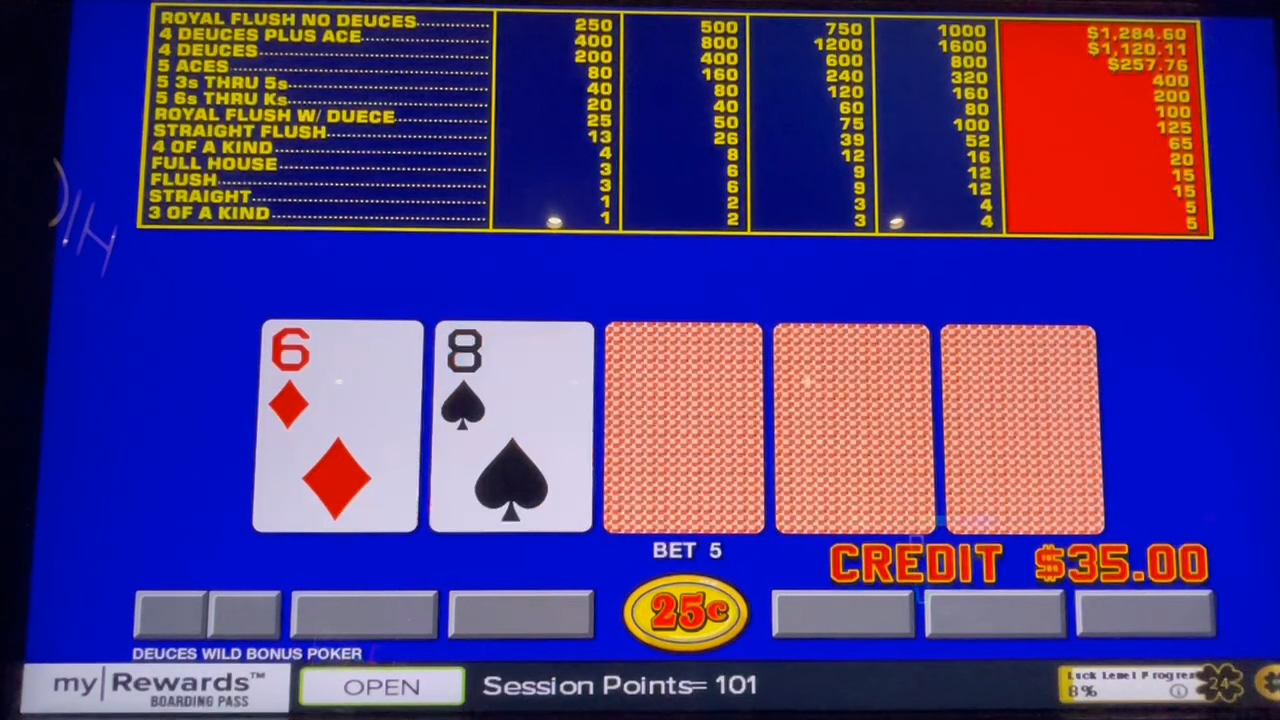 ROYAL FLUSH NO DEUCES 250 500 750 1000 $1,284.60
4 DEUCES PLUS ACE 400 800 1200 1600 $1,120.11
4 DEUCES 200 400 600 800 $257.76
5 ACES 80 160 240 320 400
5 3s THRU 5s 40 80 120 160 200
5 6s THRU Ks 20 40 60 80 100
ROYAL FLUSH W/ DUECE 25 50 75 100 125
STRAIGHT FLUSH 13 26 39 52 65
4 OF A KIND 4 8 12 16 20
FULL HOUSE 3 6 9 12 15
FLUSH 3 6 9 12 15
STRAIGHT 1 2 3 4 5
3 OF A KIND 1 2 3 4 5
6 8
BET 5
CREDIT $35.00
25¢
DEUCES WILD BONUS POKER
my|Rewards™
BOARDING PASS
OPEN
Session Points= 101
Luck Level Progres
8%
24